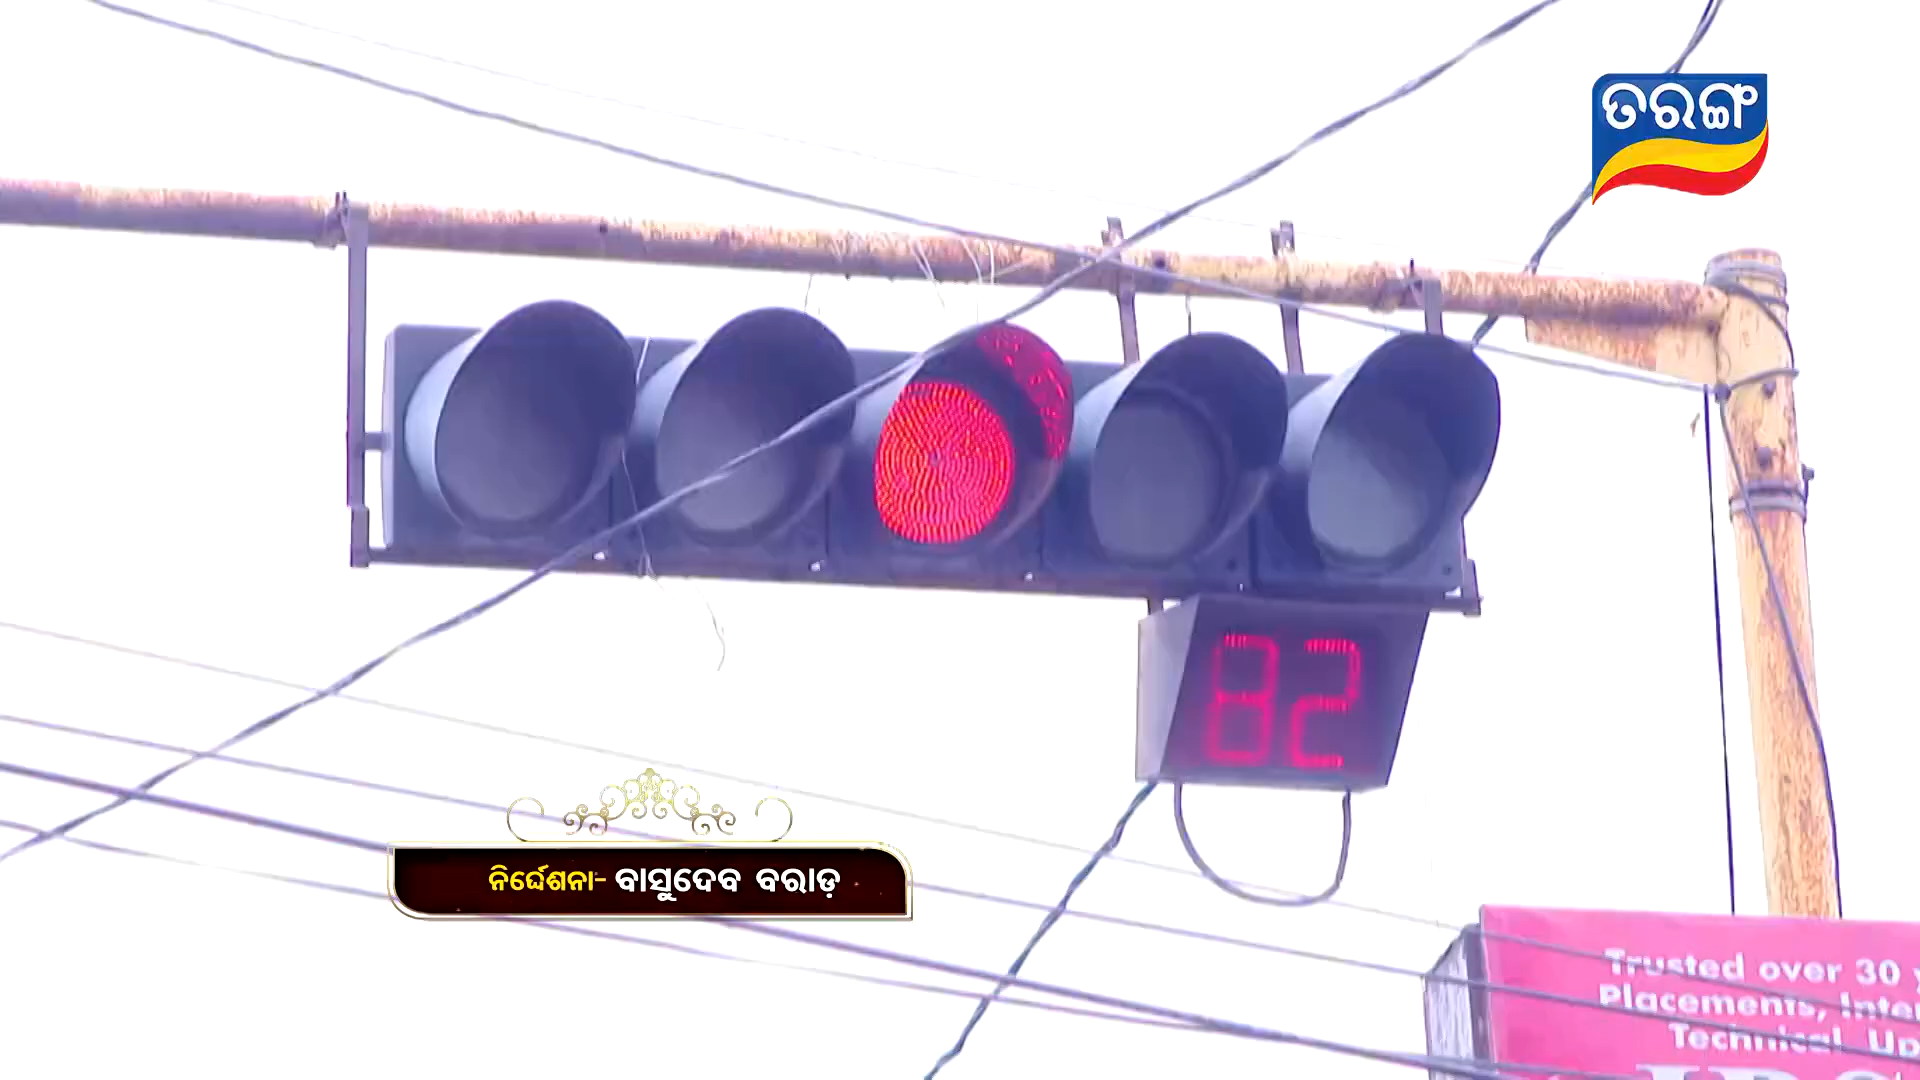 ତରଙ୍ଗ
82
ନିର୍ଦ୍ଦେଶନା- ବାସୁଦେବ ବରାଡ଼
Trusted over 30
Placements,
Technical